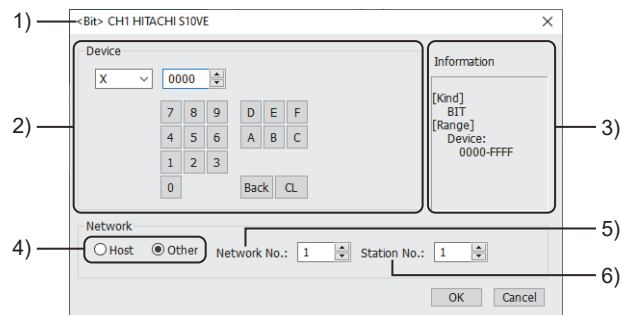 1)
<Bit> CH1 HITACHI S10VE
Device
X 0000
7 8 9 D E F
4 5 6 A B C
1 2 3
0 Back CL
2)
Information
[Kind]
BIT
[Range]
Device:
0000-FFFF
3)
Network
4)
Host Other Network No.: 1 Station No.: 1
5)
6)
OK Cancel